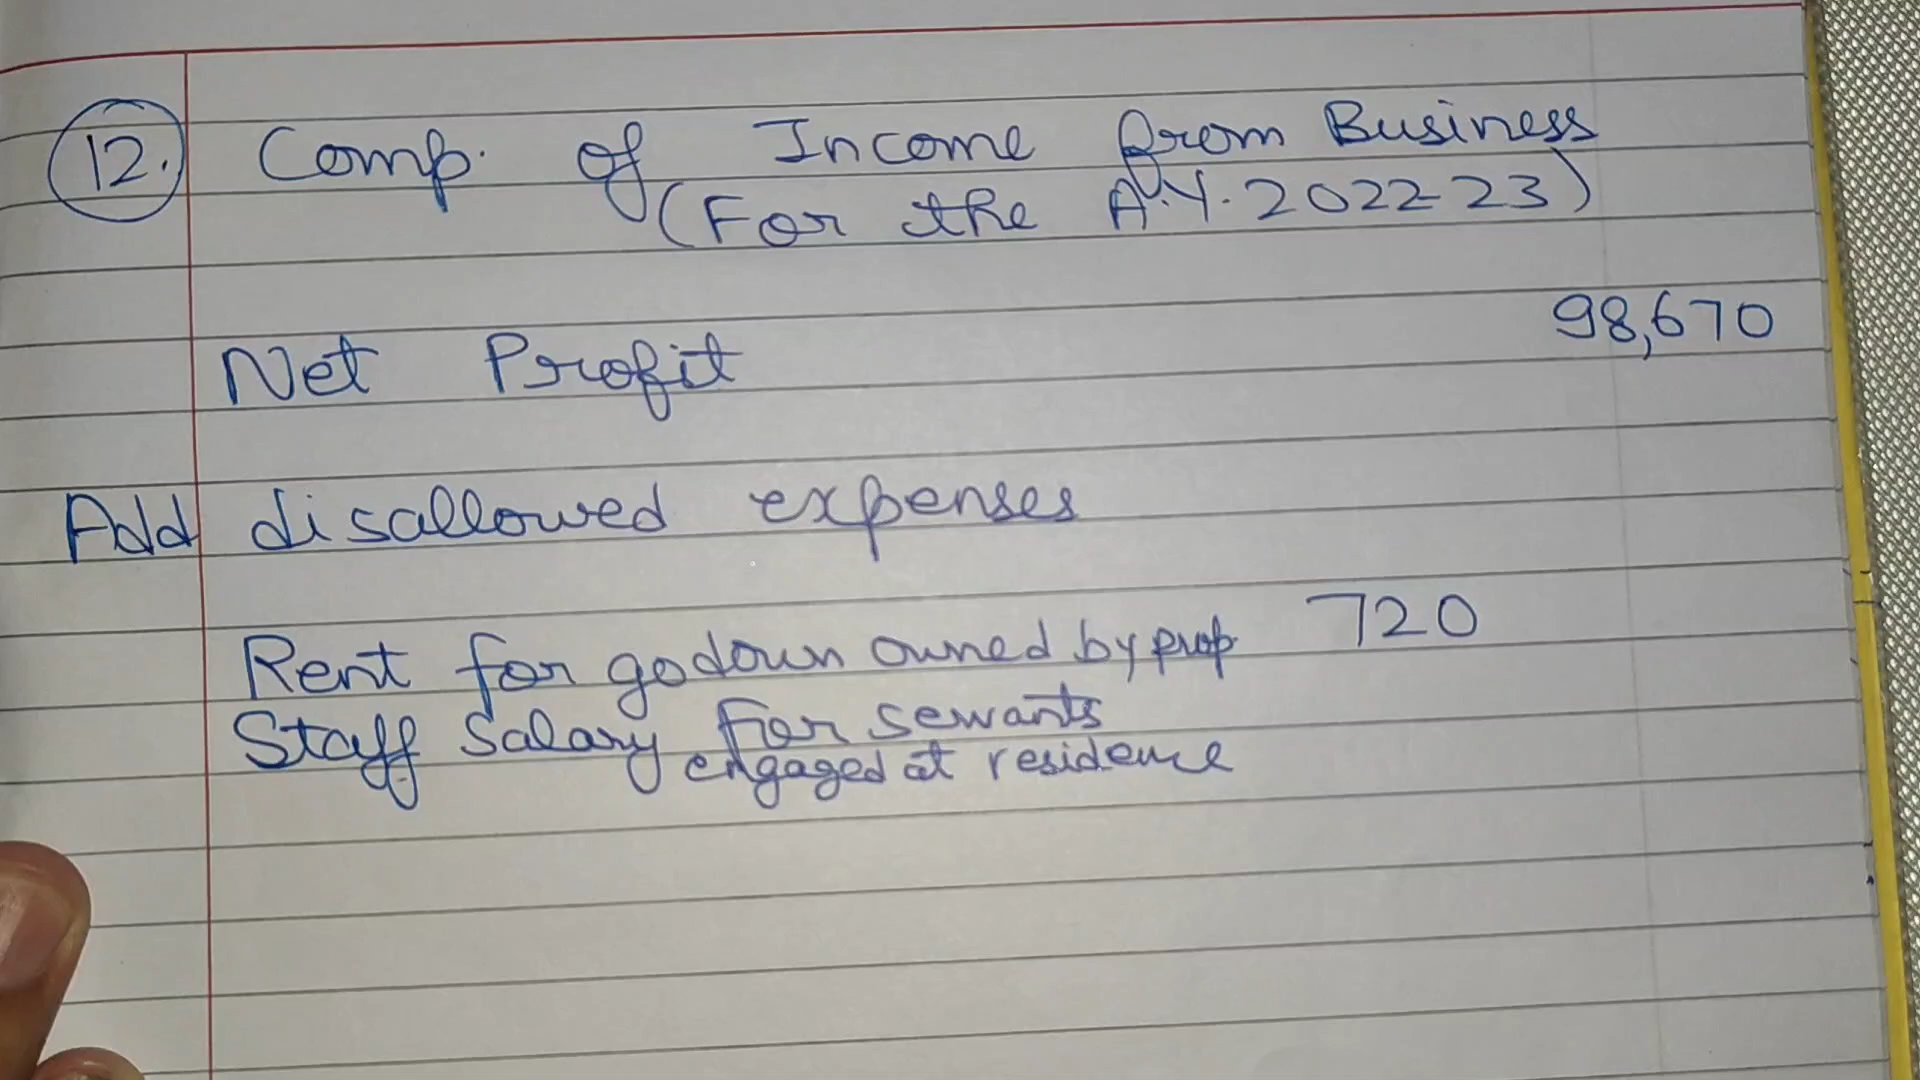 12. Comp. of Income from Business
(For the A.Y. 2022-23)
Net Profit 98,670
Add disallowed expenses
Rent for godown owned by prop. 720
Staff Salary for servants
engaged at residence